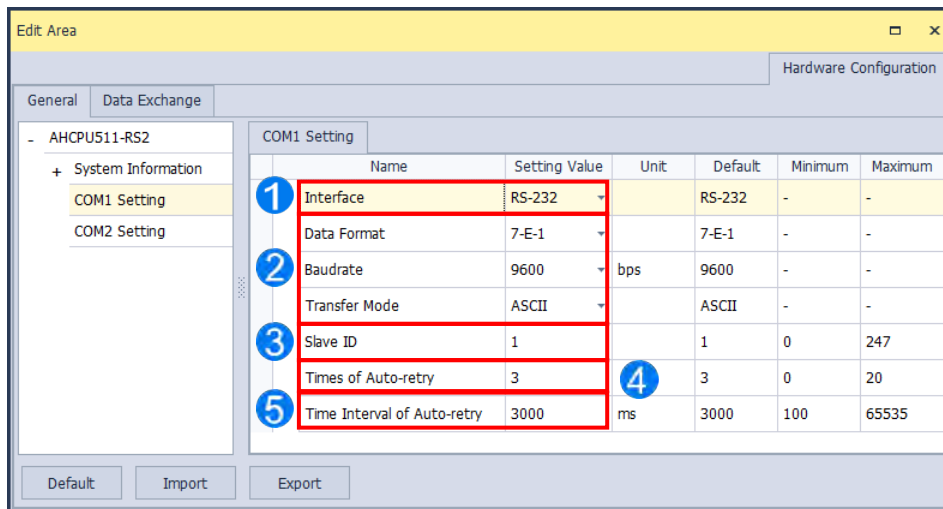 Edit Area
Hardware Configuration
General Data Exchange
- AHCPU511-RS2
+ System Information
COM1 Setting
COM2 Setting
COM1 Setting
Name Setting Value Unit Default Minimum Maximum
1 Interface RS-232 RS-232 - -
Data Format 7-E-1 7-E-1 - -
2 Baudrate 9600 bps 9600 - -
Transfer Mode ASCII ASCII - -
3 Slave ID 1 1 0 247
Times of Auto-retry 3 4 3 0 20
5 Time Interval of Auto-retry 3000 ms 3000 100 65535
Default Import Export